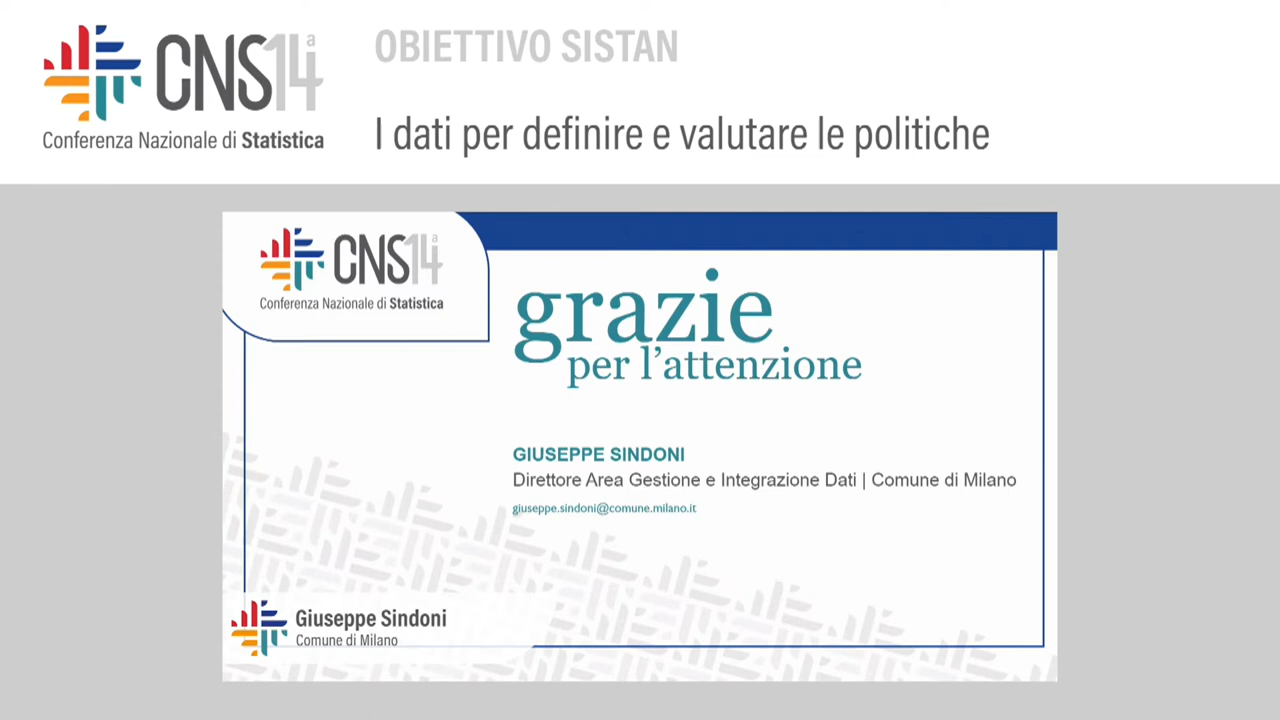 CNS14a
Conferenza Nazionale di Statistica
OBIETTIVO SISTAN
I dati per definire e valutare le politiche
CNS14a
Conferenza Nazionale di Statistica
grazie
per l’attenzione
GIUSEPPE SINDONI
Direttore Area Gestione e Integrazione Dati | Comune di Milano
giuseppe.sindoni@comune.milano.it
Giuseppe Sindoni
Comune di Milano